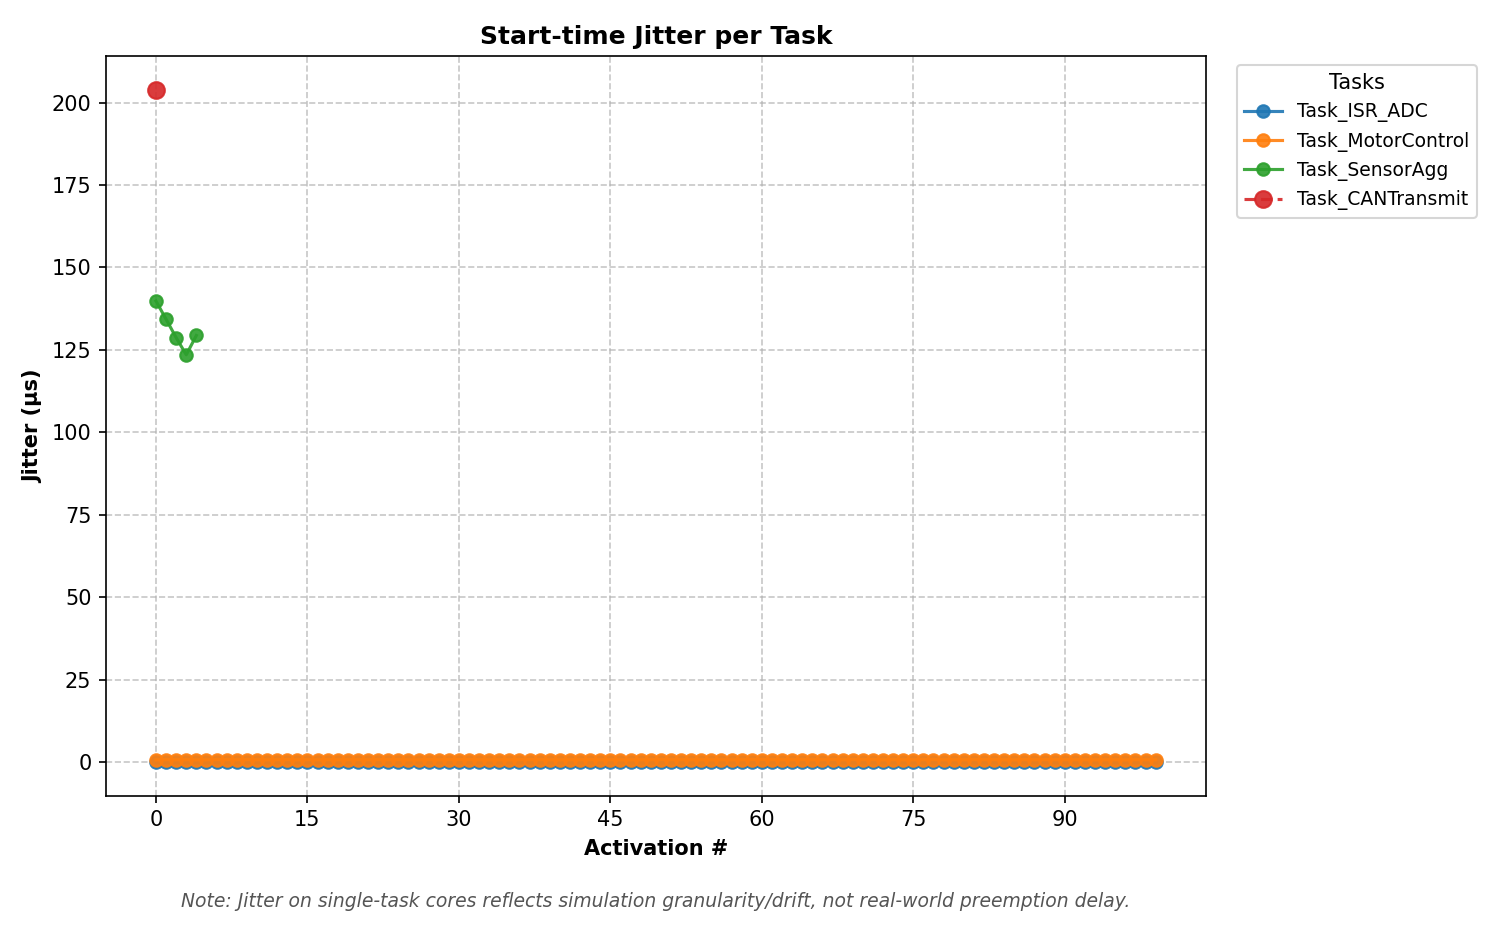 Start-time Jitter per Task
Tasks
Task_ISR_ADC
Task_MotorControl
Task_SensorAgg
Task_CANTransmit
Jitter (µs)
200
175
150
125
100
75
50
25
0
0 15 30 45 60 75 90
Activation #
Note: Jitter on single-task cores reflects simulation granularity/drift, not real-world preemption delay.